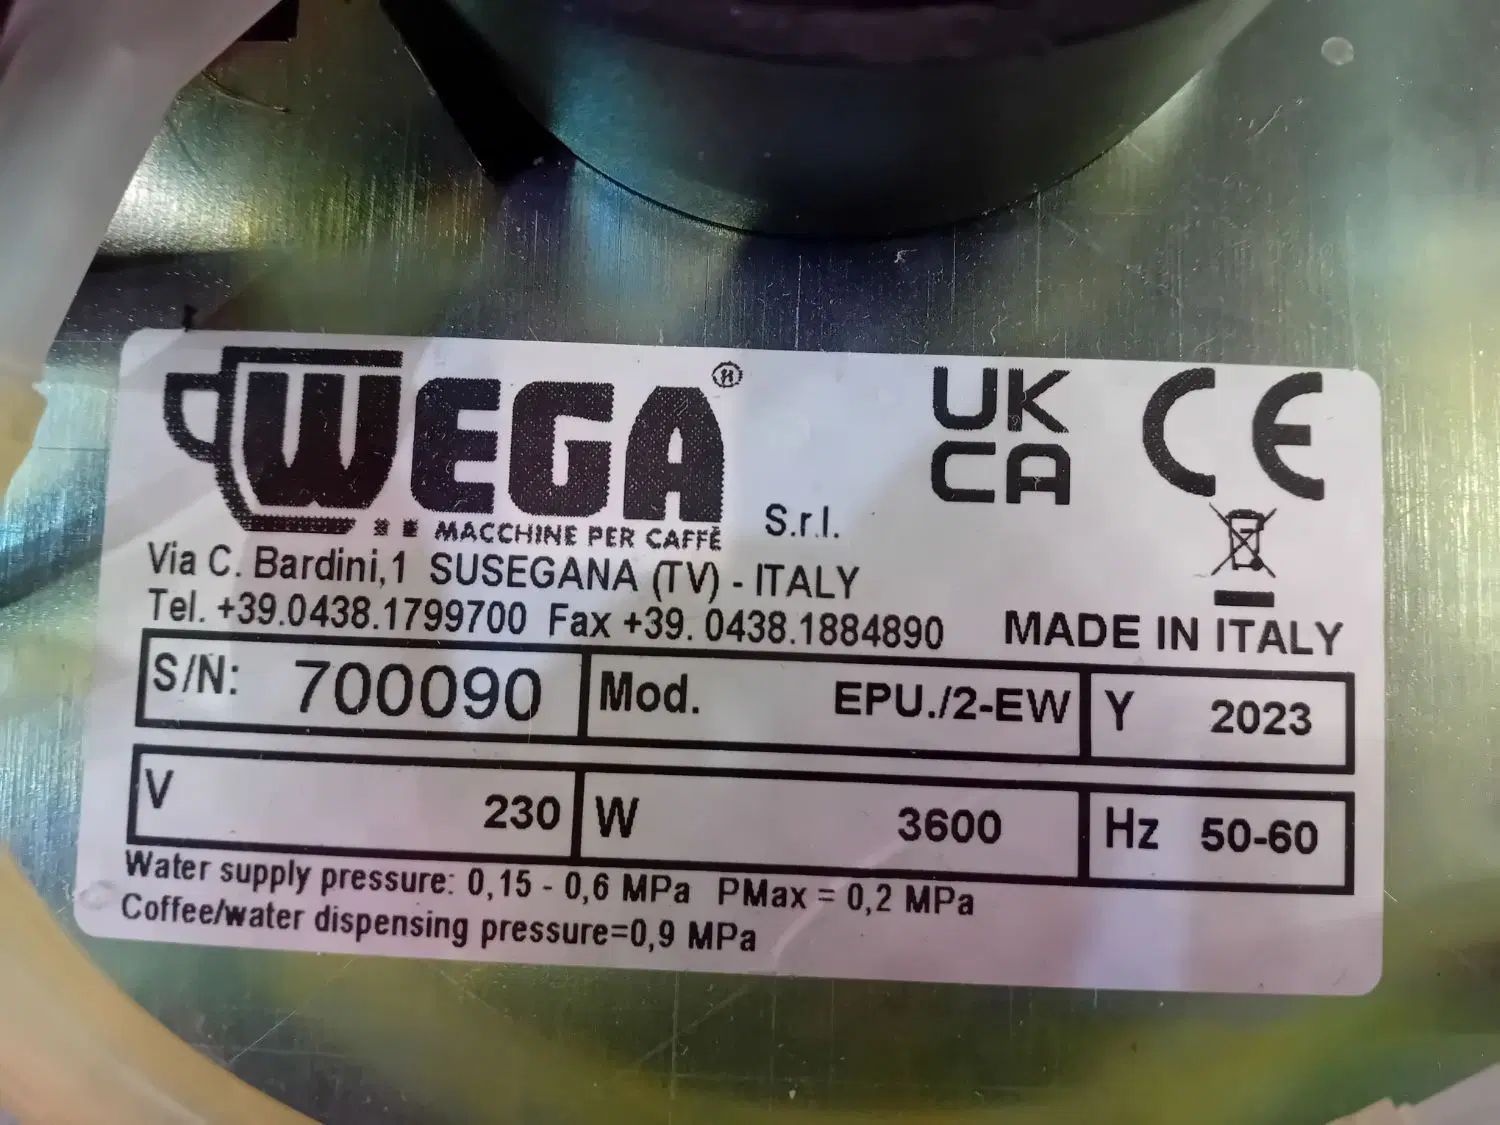 WEGA®
MACCHINE PER CAFFÈ S.r.l.
UK
CA
CE
Via C. Bardini,1 SUSEGANA (TV) - ITALY
Tel. +39.0438.1799700 Fax +39. 0438.1884890
MADE IN ITALY
S/N: 700090 Mod. EPU./2-EW Y 2023
V 230 W 3600 Hz 50-60
Water supply pressure: 0,15 - 0,6 MPa PMax = 0,2 MPa
Coffee/water dispensing pressure=0,9 MPa